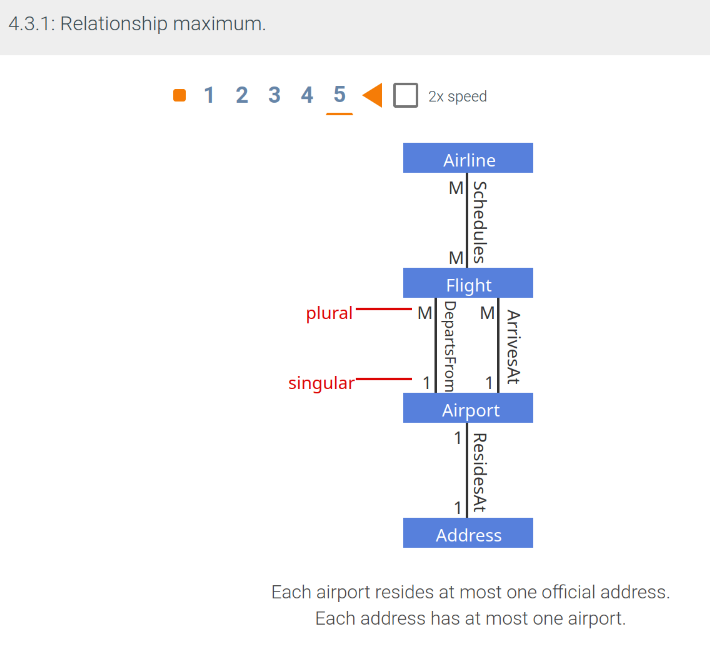 4.3.1: Relationship maximum.
1 2 3 4 5 2x speed
Airline
M
Schedules
M
Flight
plural
M
DepartsFrom
M
ArrivesAt
singular
1
1
Airport
1
ResidesAt
1
Address
Each airport resides at most one official address.
Each address has at most one airport.